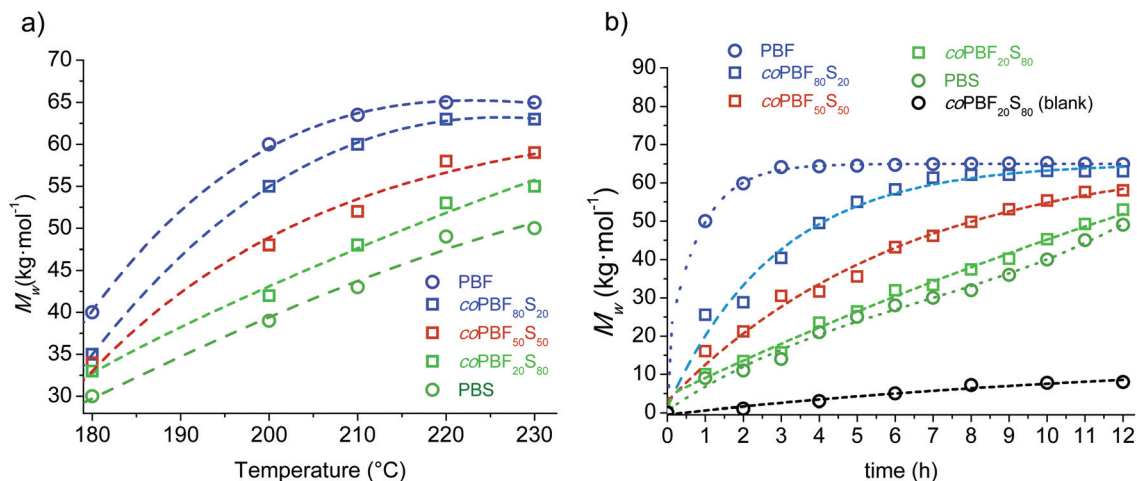 a)
70
65
60
55
50
45
40
35
30
M_w (kg·mol⁻¹)
180 190 200 210 220 230
Temperature (°C)
PBF
coPBF₈₀S₂₀
coPBF₅₀S₅₀
coPBF₂₀S₈₀
PBS
b)
PBF
coPBF₈₀S₂₀
coPBF₅₀S₅₀
coPBF₂₀S₈₀
PBS
coPBF₂₀S₈₀ (blank)
90
80
70
60
50
40
30
20
10
0
M_w (kg·mol⁻¹)
0 1 2 3 4 5 6 7 8 9 10 11 12
time (h)